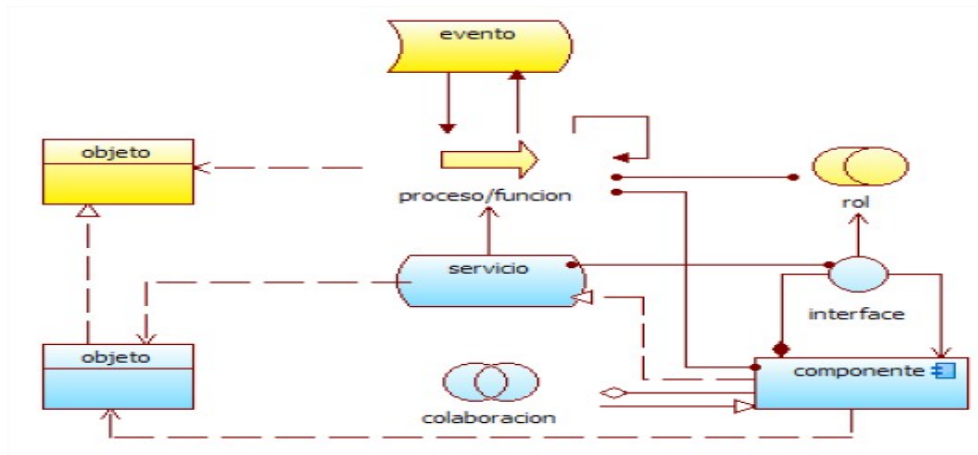 evento
objeto
proceso/funcion
rol
servicio
interface
objeto
componente
colaboracion